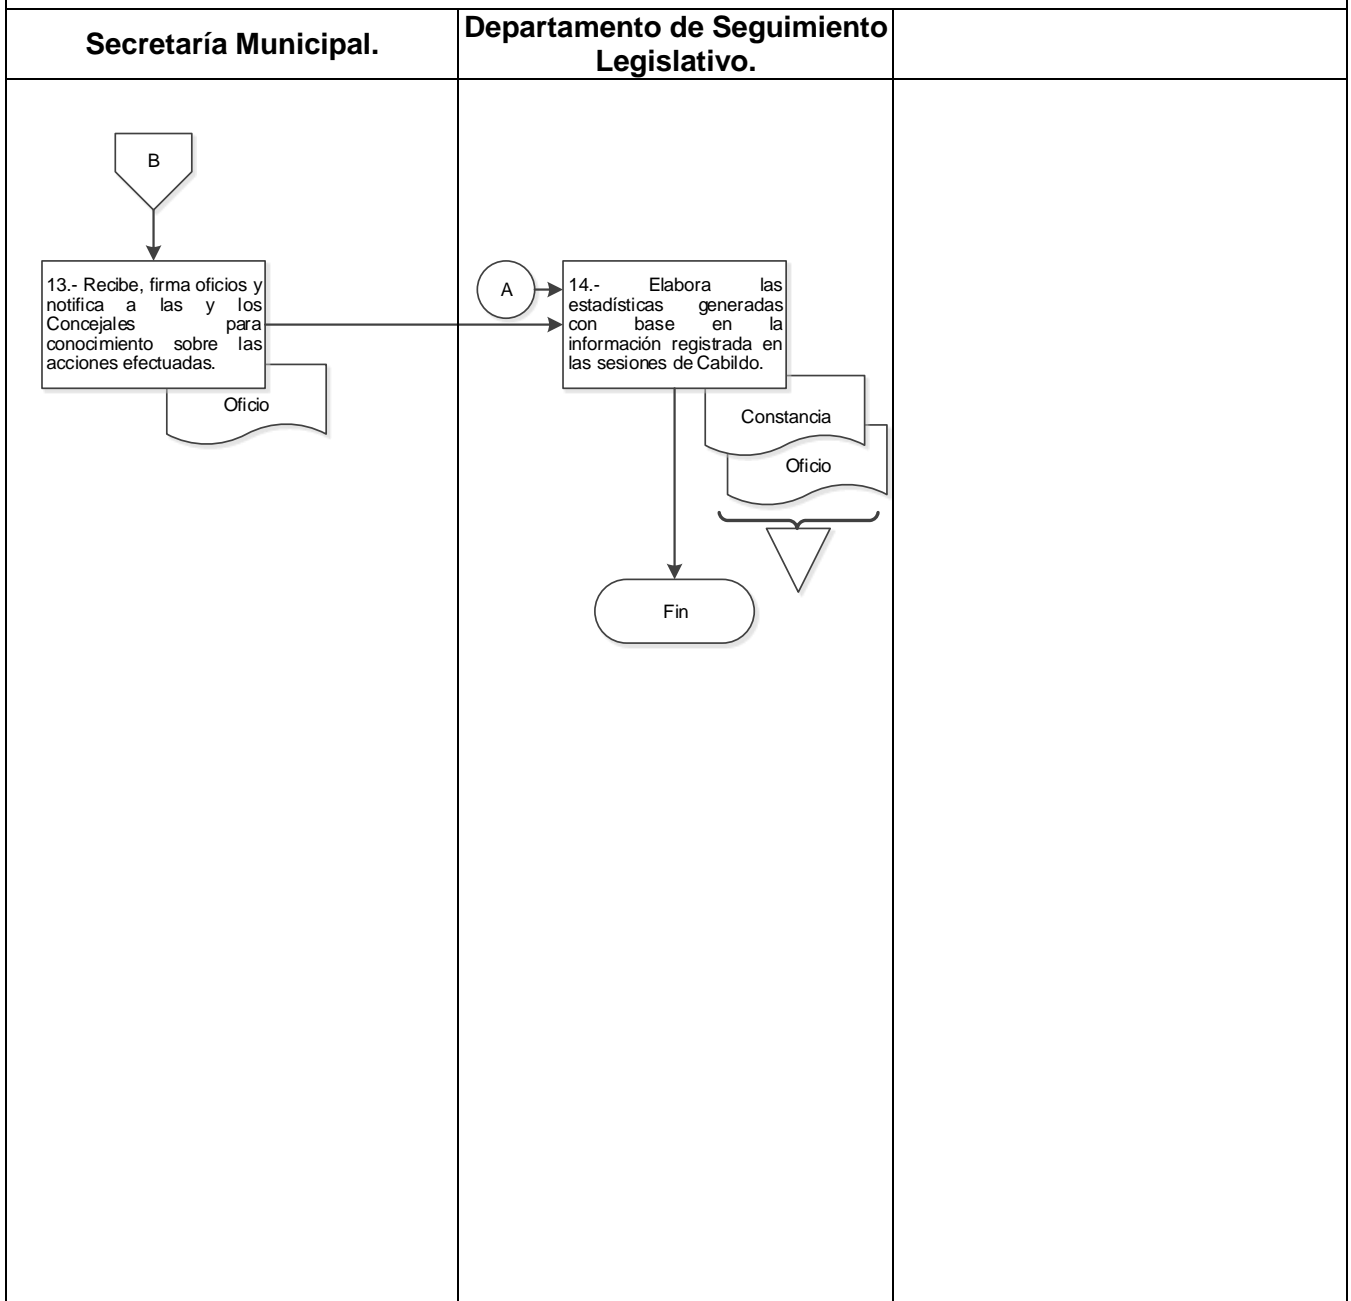 Secretaría Municipal.
Departamento de Seguimiento
Legislativo.
B
13.- Recibe, firma oficios y
notifica a las y los
Concejales para
conocimiento sobre las
acciones efectuadas.
Oficio
A
14.- Elabora las
estadísticas generadas
con base en la
información registrada en
las sesiones de Cabildo.
Constancia
Oficio
Fin